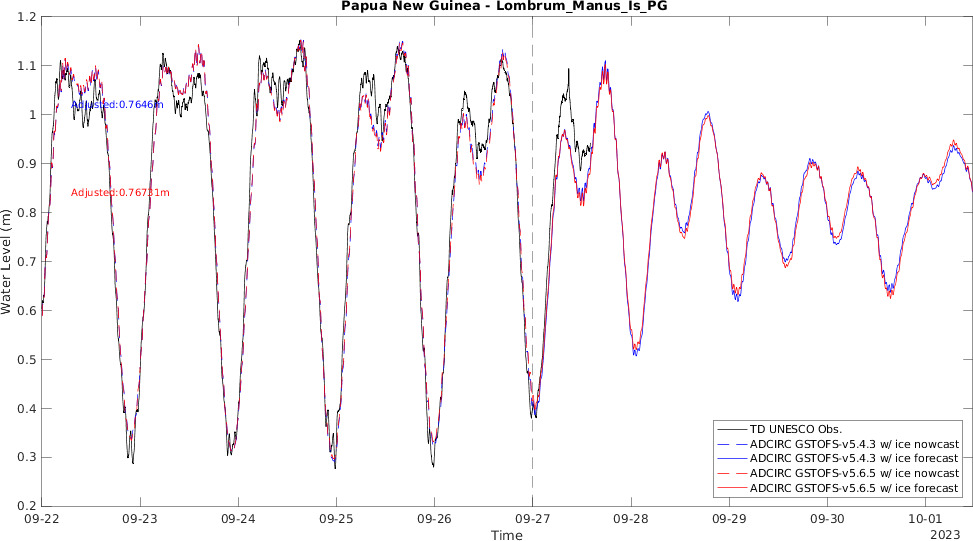 Papua New Guinea - Lombrum_Manus_Is_PG
1.2
1.1
1
0.9
0.8
0.7
0.6
0.5
0.4
0.3
0.2
Water Level (m)
Adjusted:0.7646m
Adjusted:0.76731m
TD UNESCO Obs.
ADCIRC GSTOFS-v5.4.3 w/ ice nowcast
ADCIRC GSTOFS-v5.4.3 w/ ice forecast
ADCIRC GSTOFS-v5.6.5 w/ ice nowcast
ADCIRC GSTOFS-v5.6.5 w/ ice forecast
09-22 09-23 09-24 09-25 09-26 09-27 09-28 09-29 09-30 10-01
Time
2023